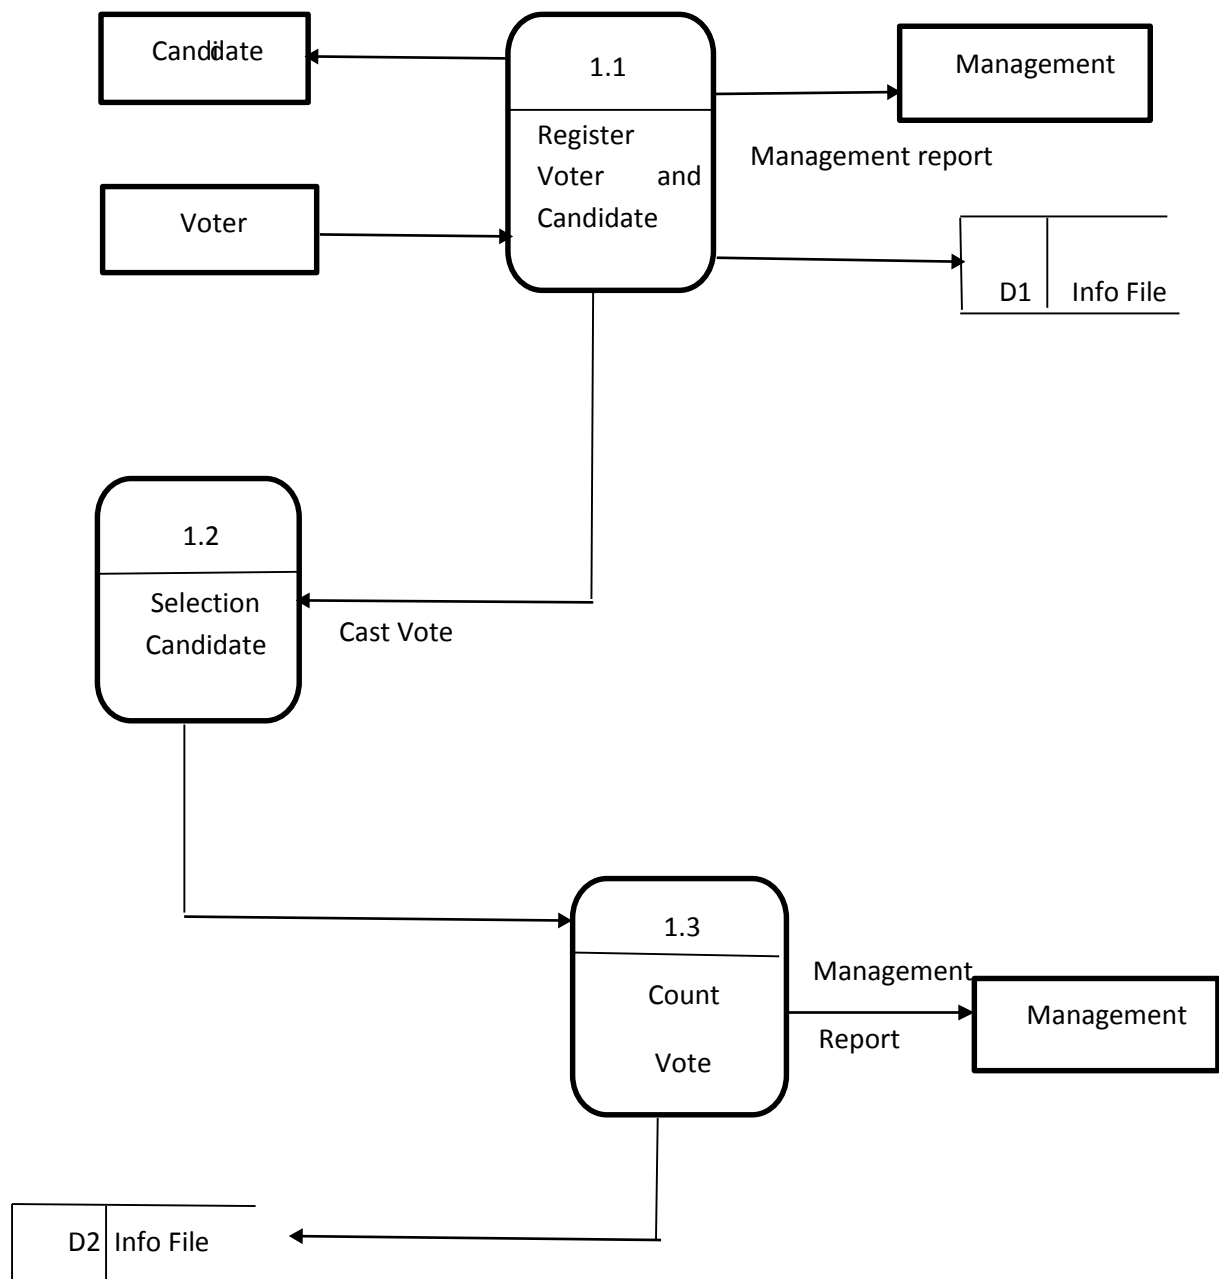 Candidate
1.1
Management
Register
Voter and
Candidate
Management report
Voter
D1 Info File
1.2
Selection
Candidate
Cast Vote
1.3
Count
Vote
Management
Report
Management
D2 Info File